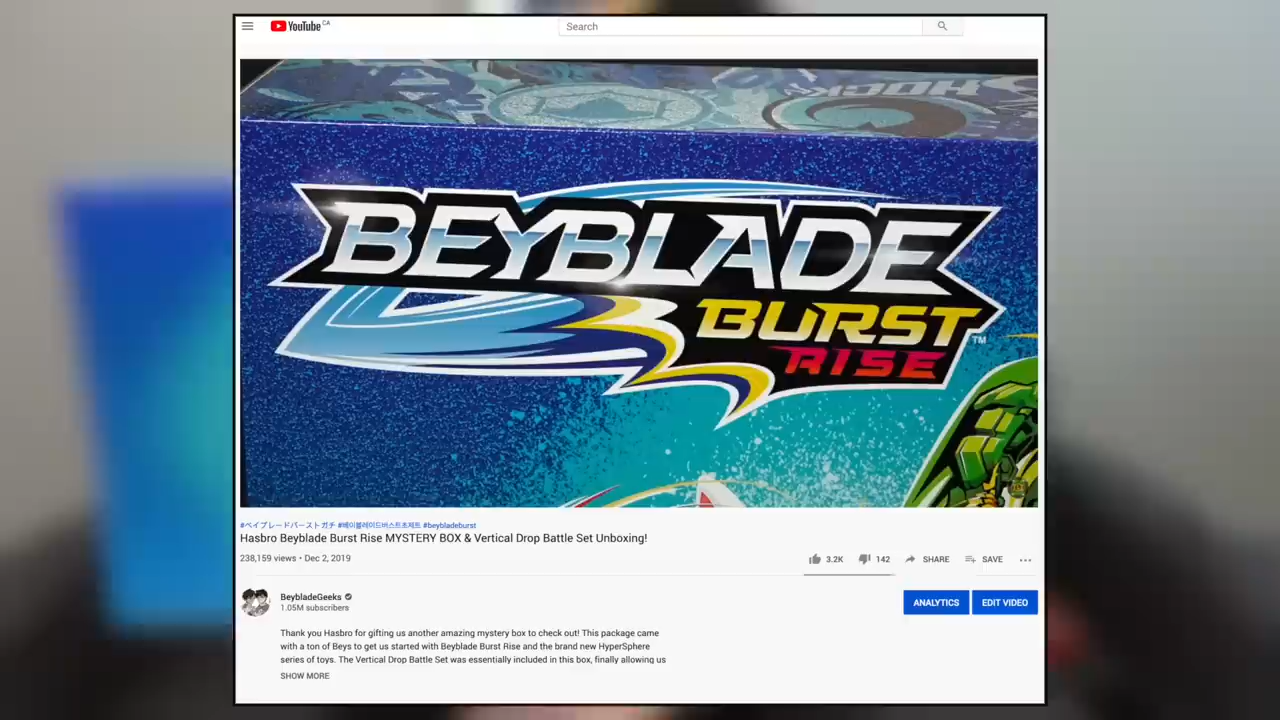 YouTube CA
Search
BEYBLADE
BURST
RISE
TM
#ベイブレードバーストガチ #베이블레이드버스트초제트 #beybladeburst
Hasbro Beyblade Burst Rise MYSTERY BOX & Vertical Drop Battle Set Unboxing!
238,159 views • Dec 2, 2019
3.2K 142 SHARE SAVE
BeybladeGeeks
1.05M subscribers
ANALYTICS EDIT VIDEO
Thank you Hasbro for gifting us another amazing mystery box to check out! This package came
with a ton of Beys to get us started with Beyblade Burst Rise and the brand new HyperSphere
series of toys. The Vertical Drop Battle Set was essentially included in this box, finally allowing us
SHOW MORE